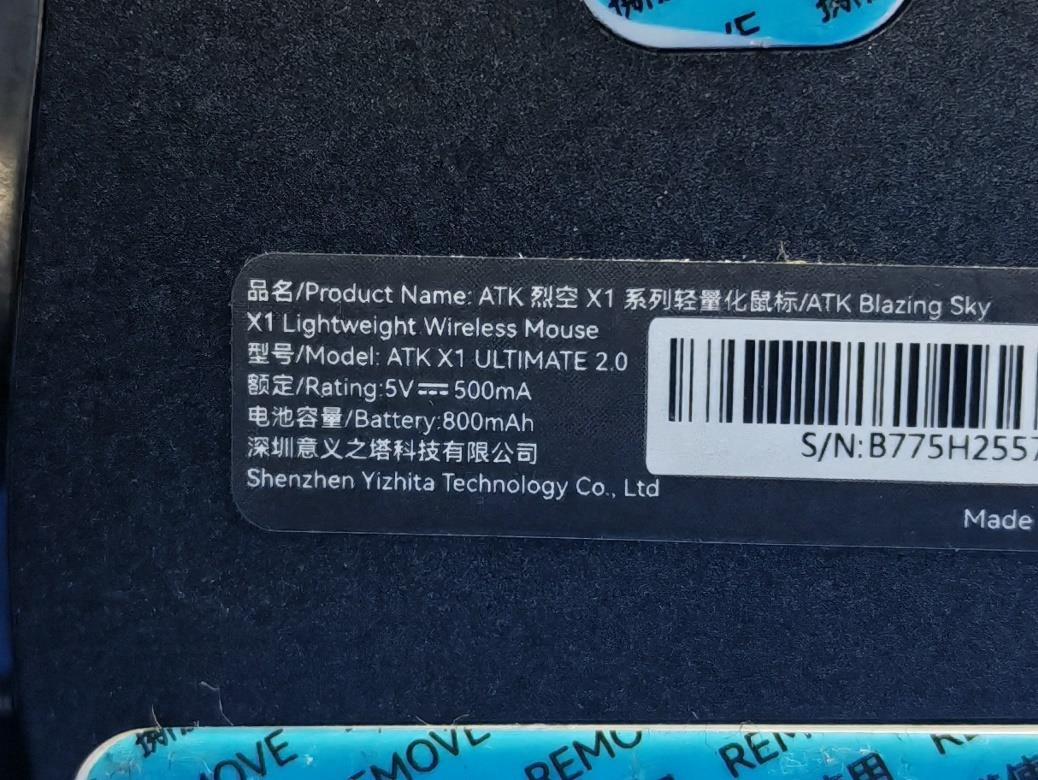 品名/Product Name: ATK 烈空 X1 系列轻量化鼠标/ATK Blazing Sky
X1 Lightweight Wireless Mouse
型号/Model: ATK X1 ULTIMATE 2.0
额定/Rating:5V⎓500mA
电池容量/Battery:800mAh
深圳意义之塔科技有限公司
Shenzhen Yizhita Technology Co., Ltd
S/N:B775H2557
Made
REMOVE